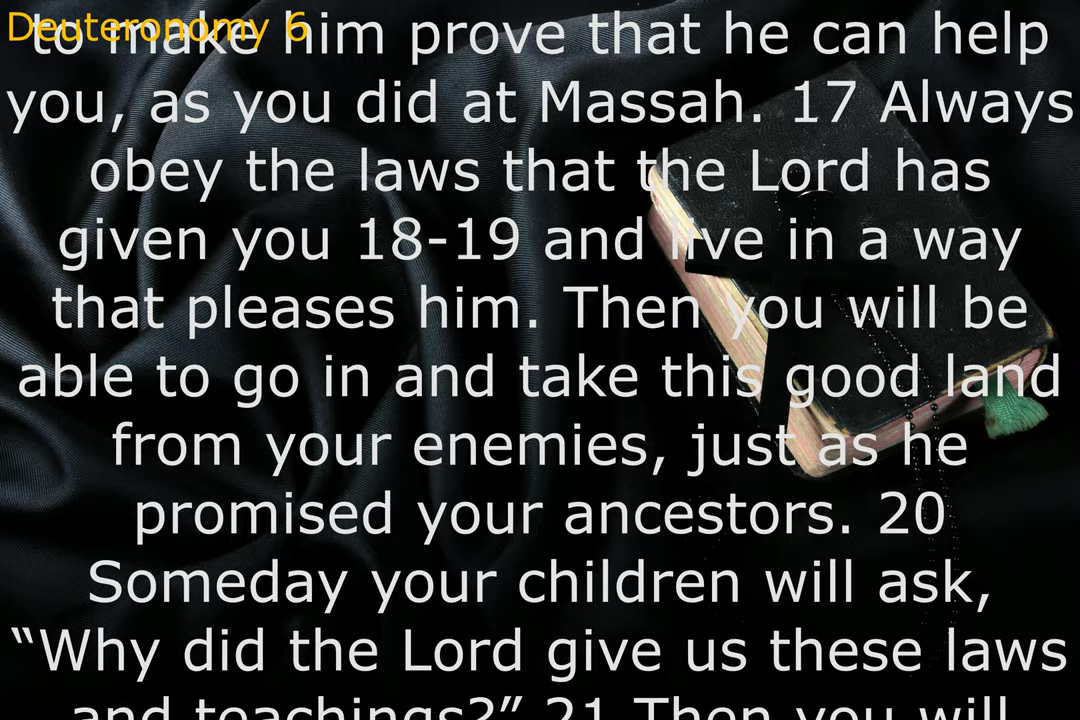 Deuteronomy 6
to make him prove that he can help
you, as you did at Massah. 17 Always
obey the laws that the Lord has
given you 18-19 and live in a way
that pleases him. Then you will be
able to go in and take this good land
from your enemies, just as he
promised your ancestors. 20
Someday your children will ask,
“Why did the Lord give us these laws
and teachings?” 21 Then you will